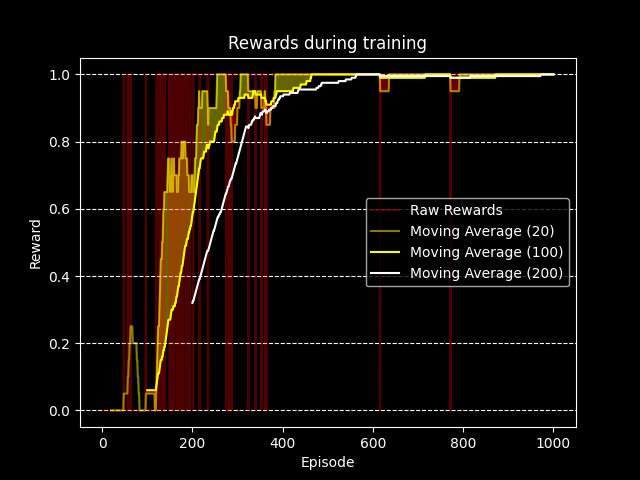 Rewards during training
1.0
0.8
0.6
0.4
0.2
0.0
Reward
Raw Rewards
Moving Average (20)
Moving Average (100)
Moving Average (200)
0 200 400 600 800 1000
Episode